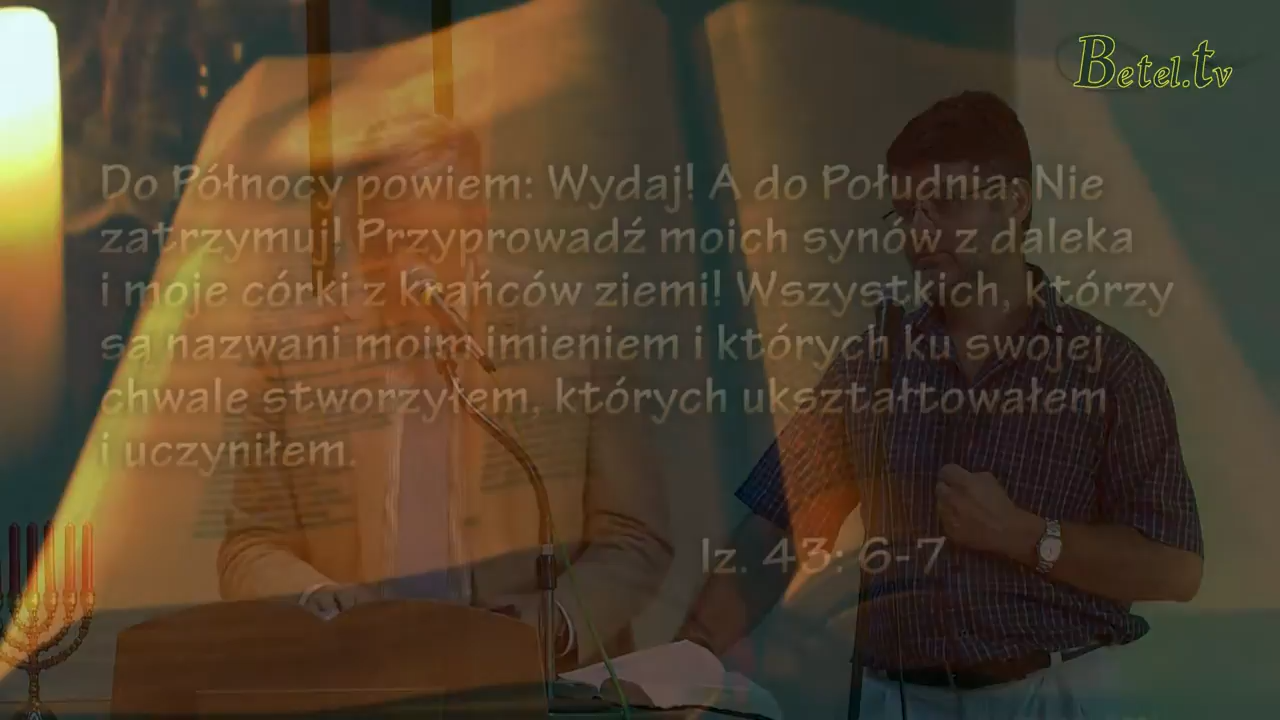 Betel.tv
Do Północy powiem: Wydaj! A do Południa: Nie
zatrzymuj! Przyprowadź moich synów z daleka
i moje córki z krańców ziemi! Wszystkich, którzy
są nazwani moim imieniem i których ku swojej
chwale stworzyłem, których ukształtowałem
i uczyniłem.
Iz. 43: 6-7